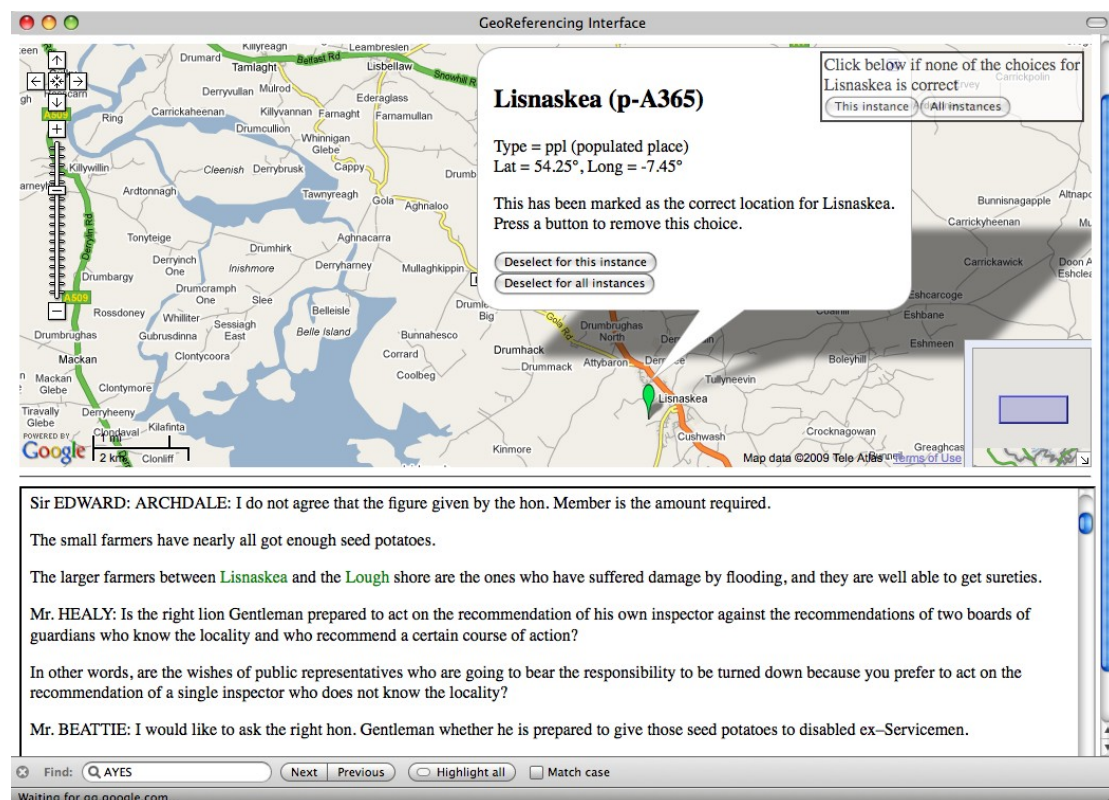 GeoReferencing Interface
Killyreagh
Leambreslen
Drumard
Tamlaght
Belfast Rd
Lisbellaw
Snowhill R
Derryvullan
Mulrod
Ederaglass
Carrickaheenan
Killyvannan
Farnaght
Farnamullan
Ring
Drumcullion
Whinnigan
Glebe
Killywillin
Cleenish
Derrybrusk
Cappy
Drumb
Ardtonnagh
Tawnyreagh
Gola
Aghnaloo
Derrylin Rd
Tonyteige
Aghnacarra
Drumhirk
Derryinch
One
Inishmore
Derryharney
Mullaghkippin
Drumbargy
A509
Drumcramph
One
Slee
Rossdoney
Whilliter
Belleisle
Big
Drumbrughas
Gubrusdinna
Sessiagh
East
Belle Island
Bunnahesco
Mackan
Clontycoora
Corrard
Coolbeg
Mackan
Glebe
Clontymore
Tiravally
Glebe
Derryheeny
Clondaval
Kilafinta
POWERED BY
Google
1 mi
2 km
Clonliff
Kinmore
Gola Rd
Drumbrughas
North
Drumhack
Drummack
Attybaron
Tullyneevin
Lisnaskea
Cushwash
Boleyhill
Crocknagowan
Greaghcas
Eshcarcoge
Eshbane
Eshmeen
Bunnisnagapple
Altnapo
Carrickyheenan
Mu
Carrickawick
Doon A
Eshclea
Carrickpolin
Map data ©2009 Tele Atlas
Terms of Use
Lisnaskea (p-A365)
Type = ppl (populated place)
Lat = 54.25°, Long = -7.45°
This has been marked as the correct location for Lisnaskea.
Press a button to remove this choice.
Deselect for this instance
Deselect for all instances
Click below if none of the choices for
Lisnaskea is correct
This instance All instances
Sir EDWARD: ARCHDALE: I do not agree that the figure given by the hon. Member is the amount required.
The small farmers have nearly all got enough seed potatoes.
The larger farmers between Lisnaskea and the Lough shore are the ones who have suffered damage by flooding, and they are well able to get sureties.
Mr. HEALY: Is the right lion Gentleman prepared to act on the recommendation of his own inspector against the recommendations of two boards of
guardians who know the locality and who recommend a certain course of action?
In other words, are the wishes of public representatives who are going to bear the responsibility to be turned down because you prefer to act on the
recommendation of a single inspector who does not know the locality?
Mr. BEATTIE: I would like to ask the right hon. Gentleman whether he is prepared to give those seed potatoes to disabled ex–Servicemen.
Find: AYES Next Previous Highlight all Match case
Waiting for gg.google.com